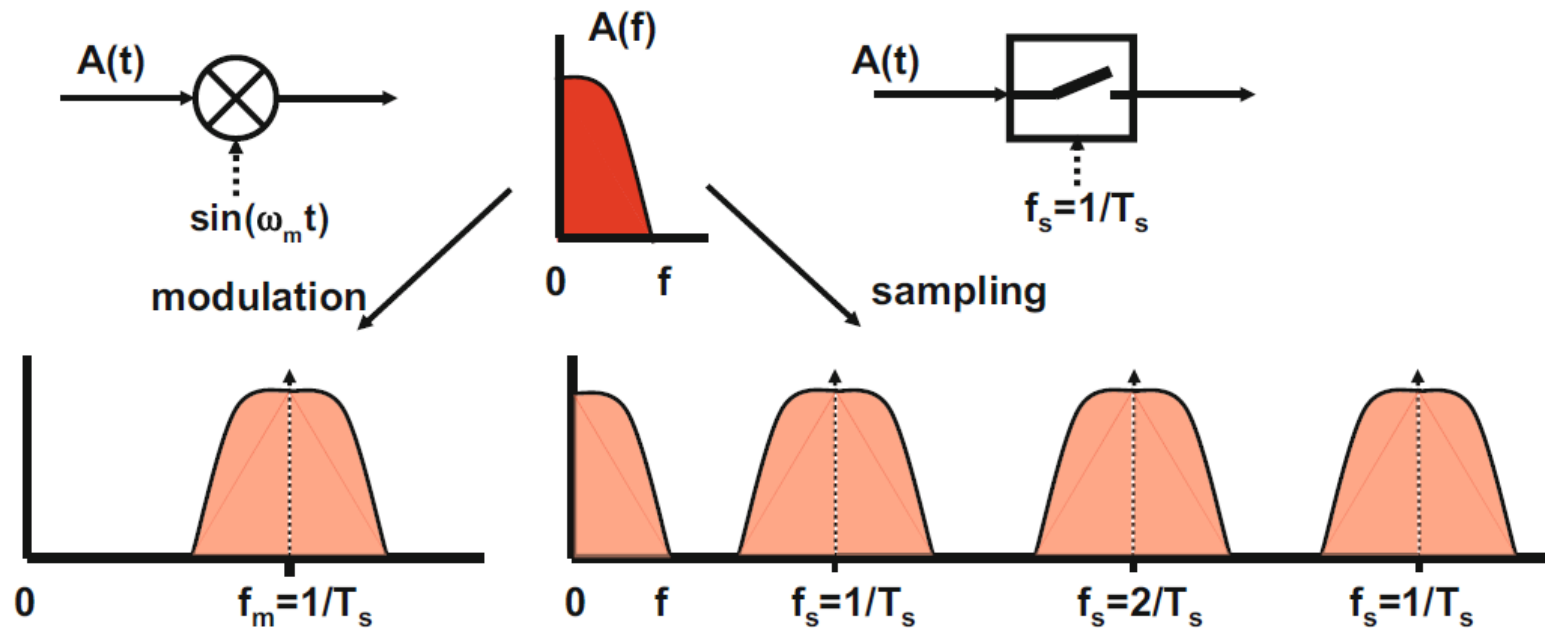 A(t)
sin(ωₘt)
modulation
A(f)
0 f
A(t)
fₛ=1/Tₛ
sampling
0 fₘ=1/Tₛ
0 f fₛ=1/Tₛ fₛ=2/Tₛ fₛ=1/Tₛ